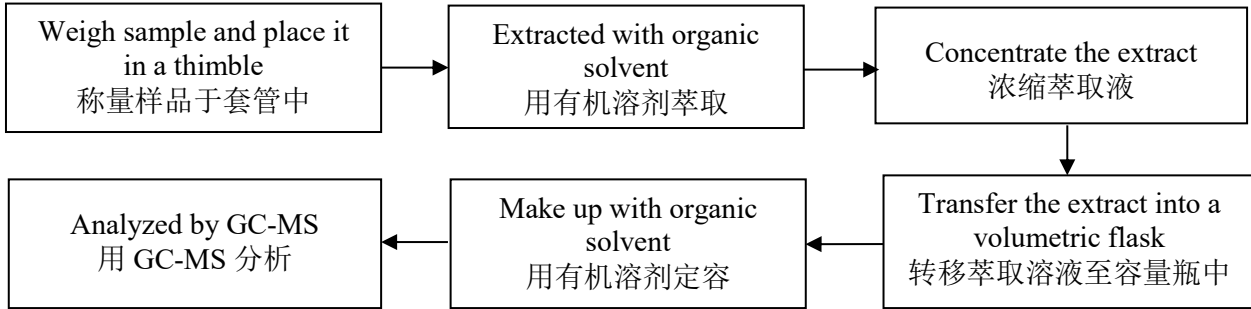 Weigh sample and place it
in a thimble
称量样品于套管中
Extracted with organic
solvent
用有机溶剂萃取
Concentrate the extract
浓缩萃取液
Transfer the extract into a
volumetric flask
转移萃取溶液至容量瓶中
Make up with organic
solvent
用有机溶剂定容
Analyzed by GC-MS
用 GC-MS 分析